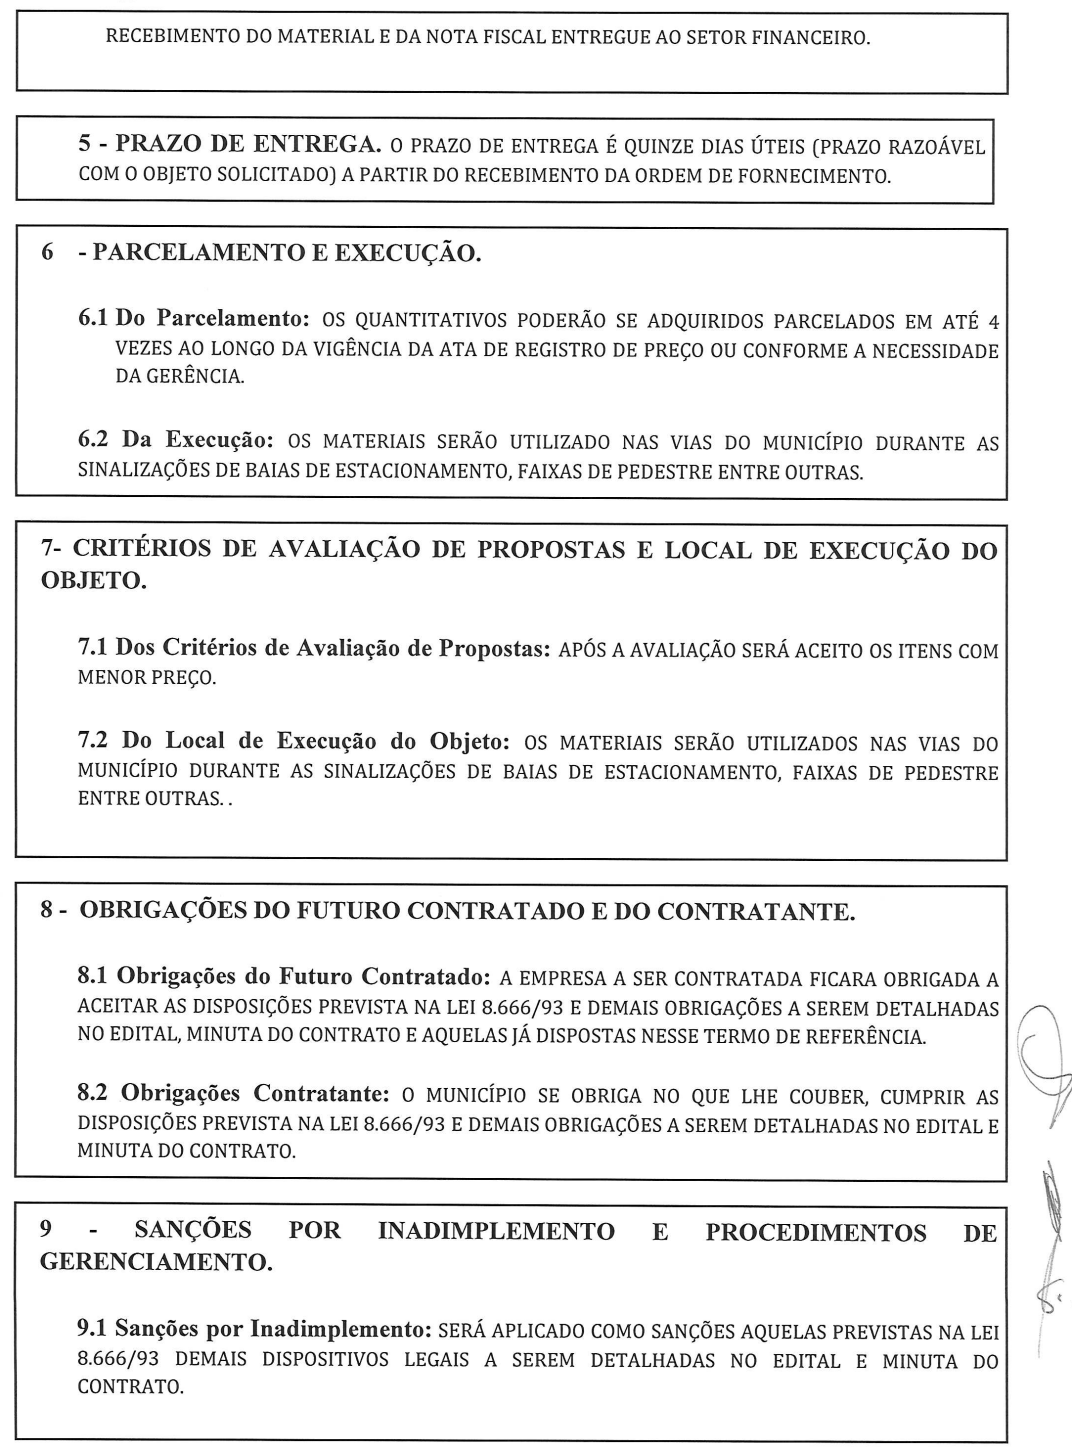 RECEBIMENTO DO MATERIAL E DA NOTA FISCAL ENTREGUE AO SETOR FINANCEIRO.
5 - PRAZO DE ENTREGA. O PRAZO DE ENTREGA É QUINZE DIAS ÚTEIS (PRAZO RAZOÁVEL
COM O OBJETO SOLICITADO) A PARTIR DO RECEBIMENTO DA ORDEM DE FORNECIMENTO.
6 - PARCELAMENTO E EXECUÇÃO.
6.1 Do Parcelamento: OS QUANTITATIVOS PODERÃO SE ADQUIRIDOS PARCELADOS EM ATÉ 4
VEZES AO LONGO DA VIGÊNCIA DA ATA DE REGISTRO DE PREÇO OU CONFORME A NECESSIDADE
DA GERÊNCIA.
6.2 Da Execução: OS MATERIAIS SERÃO UTILIZADO NAS VIAS DO MUNICÍPIO DURANTE AS
SINALIZAÇÕES DE BAIAS DE ESTACIONAMENTO, FAIXAS DE PEDESTRE ENTRE OUTRAS.
7- CRITÉRIOS DE AVALIAÇÃO DE PROPOSTAS E LOCAL DE EXECUÇÃO DO
OBJETO.
7.1 Dos Critérios de Avaliação de Propostas: APÓS A AVALIAÇÃO SERÁ ACEITO OS ITENS COM
MENOR PREÇO.
7.2 Do Local de Execução do Objeto: OS MATERIAIS SERÃO UTILIZADOS NAS VIAS DO
MUNICÍPIO DURANTE AS SINALIZAÇÕES DE BAIAS DE ESTACIONAMENTO, FAIXAS DE PEDESTRE
ENTRE OUTRAS. .
8 - OBRIGAÇÕES DO FUTURO CONTRATADO E DO CONTRATANTE.
8.1 Obrigações do Futuro Contratado: A EMPRESA A SER CONTRATADA FICARA OBRIGADA A
ACEITAR AS DISPOSIÇÕES PREVISTA NA LEI 8.666/93 E DEMAIS OBRIGAÇÕES A SEREM DETALHADAS
NO EDITAL, MINUTA DO CONTRATO E AQUELAS JÁ DISPOSTAS NESSE TERMO DE REFERÊNCIA.
8.2 Obrigações Contratante: O MUNICÍPIO SE OBRIGA NO QUE LHE COUBER, CUMPRIR AS
DISPOSIÇÕES PREVISTA NA LEI 8.666/93 E DEMAIS OBRIGAÇÕES A SEREM DETALHADAS NO EDITAL E
MINUTA DO CONTRATO.
9 - SANÇÕES POR INADIMPLEMENTO E PROCEDIMENTOS DE
GERENCIAMENTO.
9.1 Sanções por Inadimplemento: SERÁ APLICADO COMO SANÇÕES AQUELAS PREVISTAS NA LEI
8.666/93 DEMAIS DISPOSITIVOS LEGAIS A SEREM DETALHADAS NO EDITAL E MINUTA DO
CONTRATO.